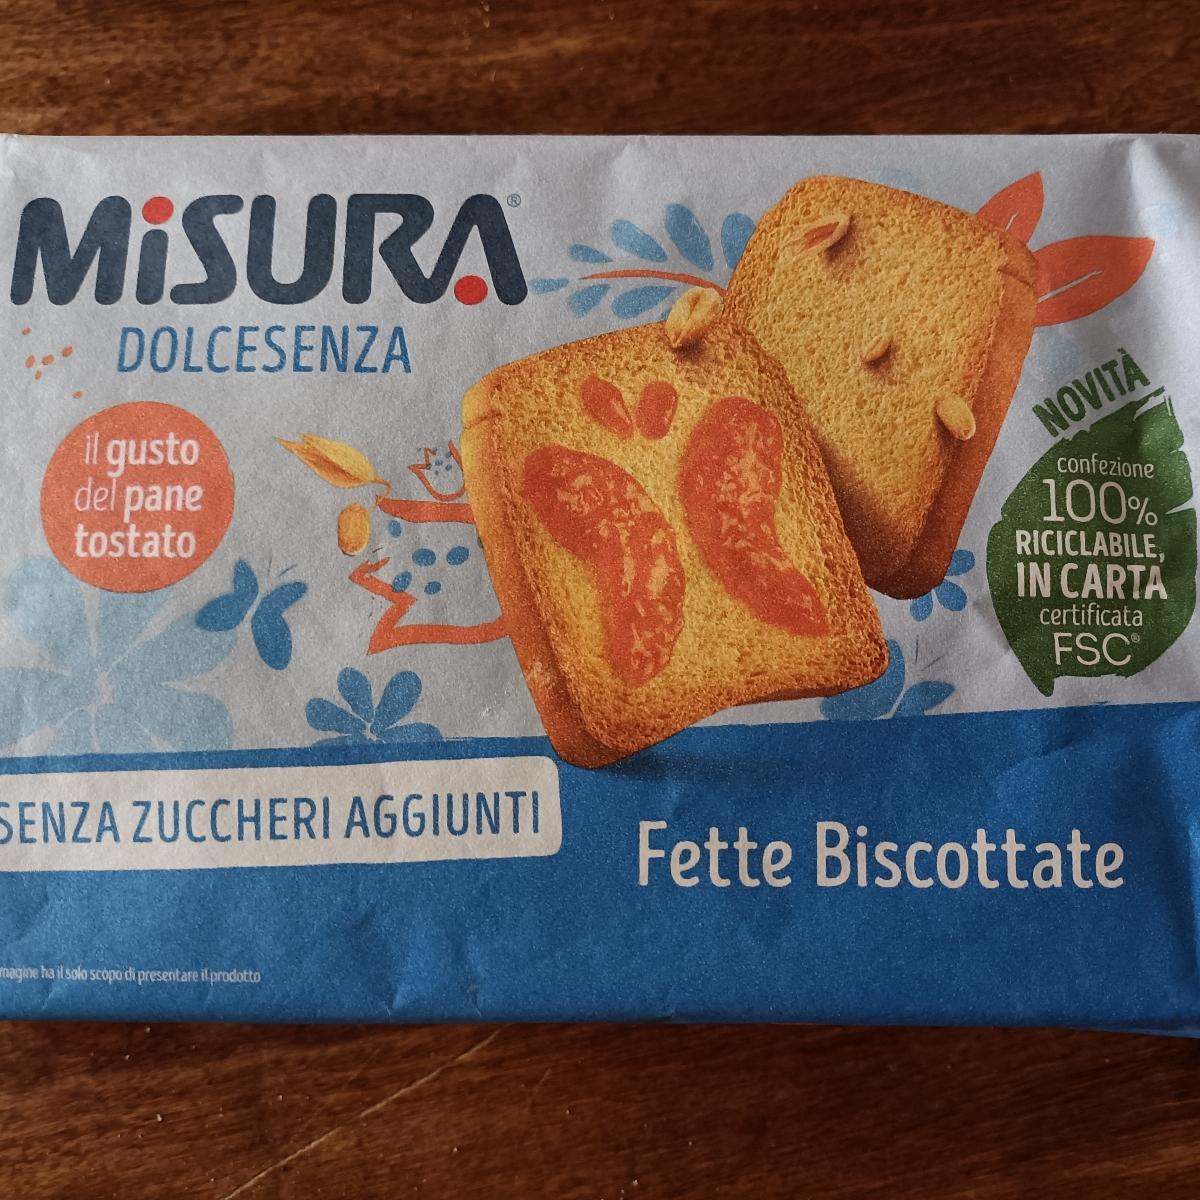 MiSURA®
DOLCESENZA
il gusto
del pane
tostato
NOVITÀ
confezione
100%
RICICLABILE,
IN CARTA
certificata
FSC®
SENZA ZUCCHERI AGGIUNTI
Fette Biscottate
magine ha il solo scopo di presentare il prodotto